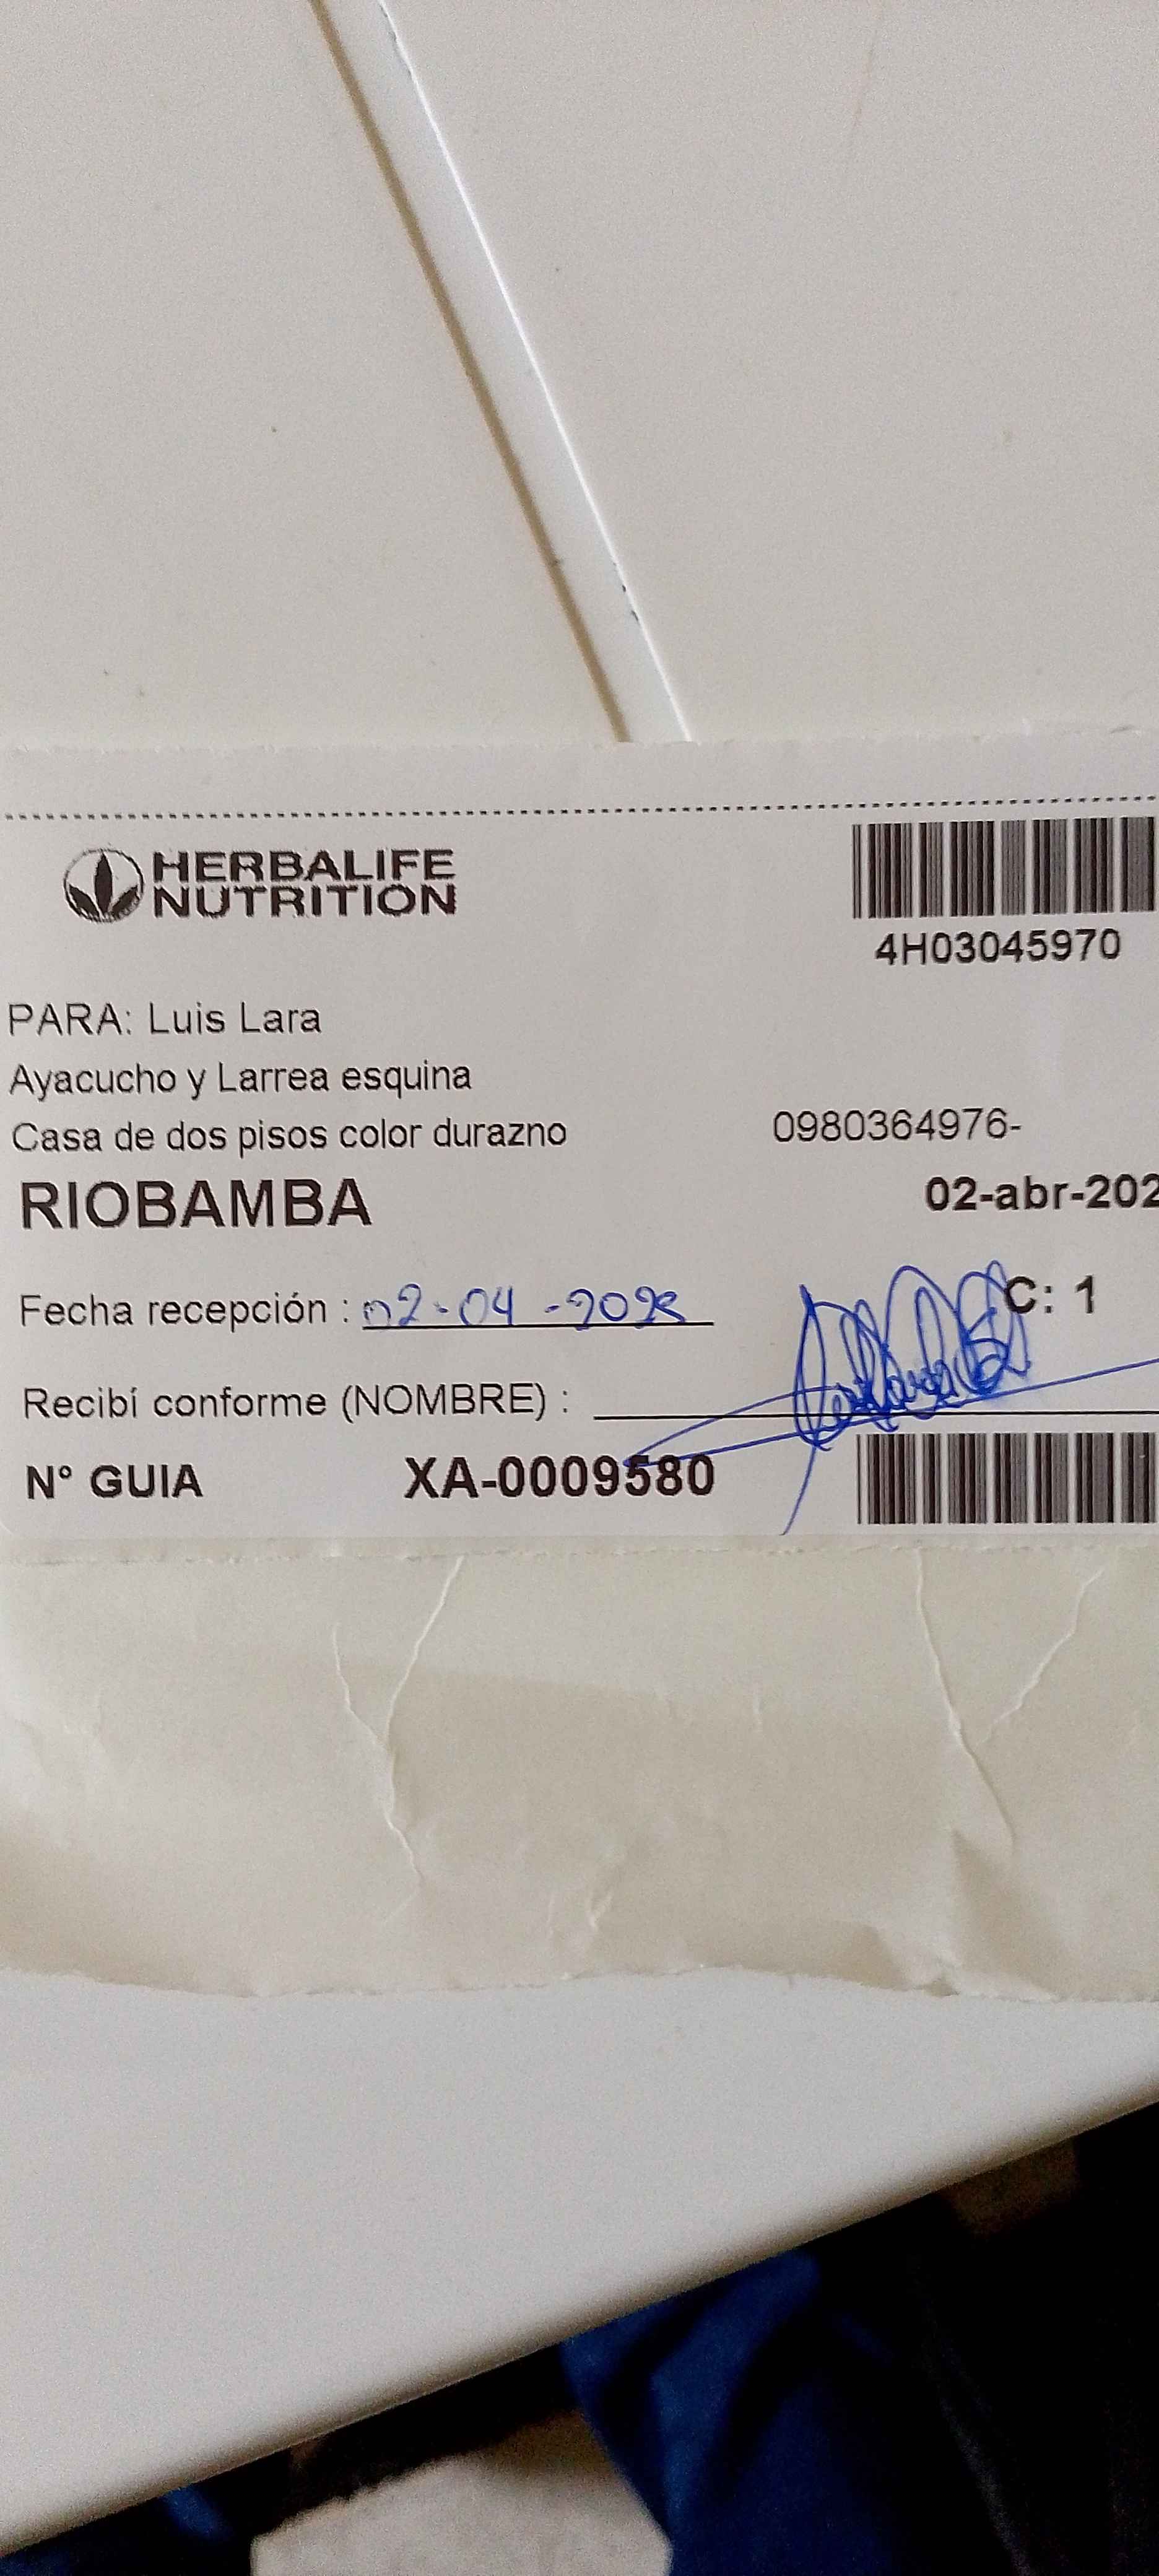 HERBALIFE
NUTRITION
4H03045970
PARA: Luis Lara
Ayacucho y Larrea esquina
Casa de dos pisos color durazno 0980364976-
RIOBAMBA 02-abr-202
Fecha recepción : 02-04-202
C: 1
Recibí conforme (NOMBRE) :
N° GUIA XA-0009580